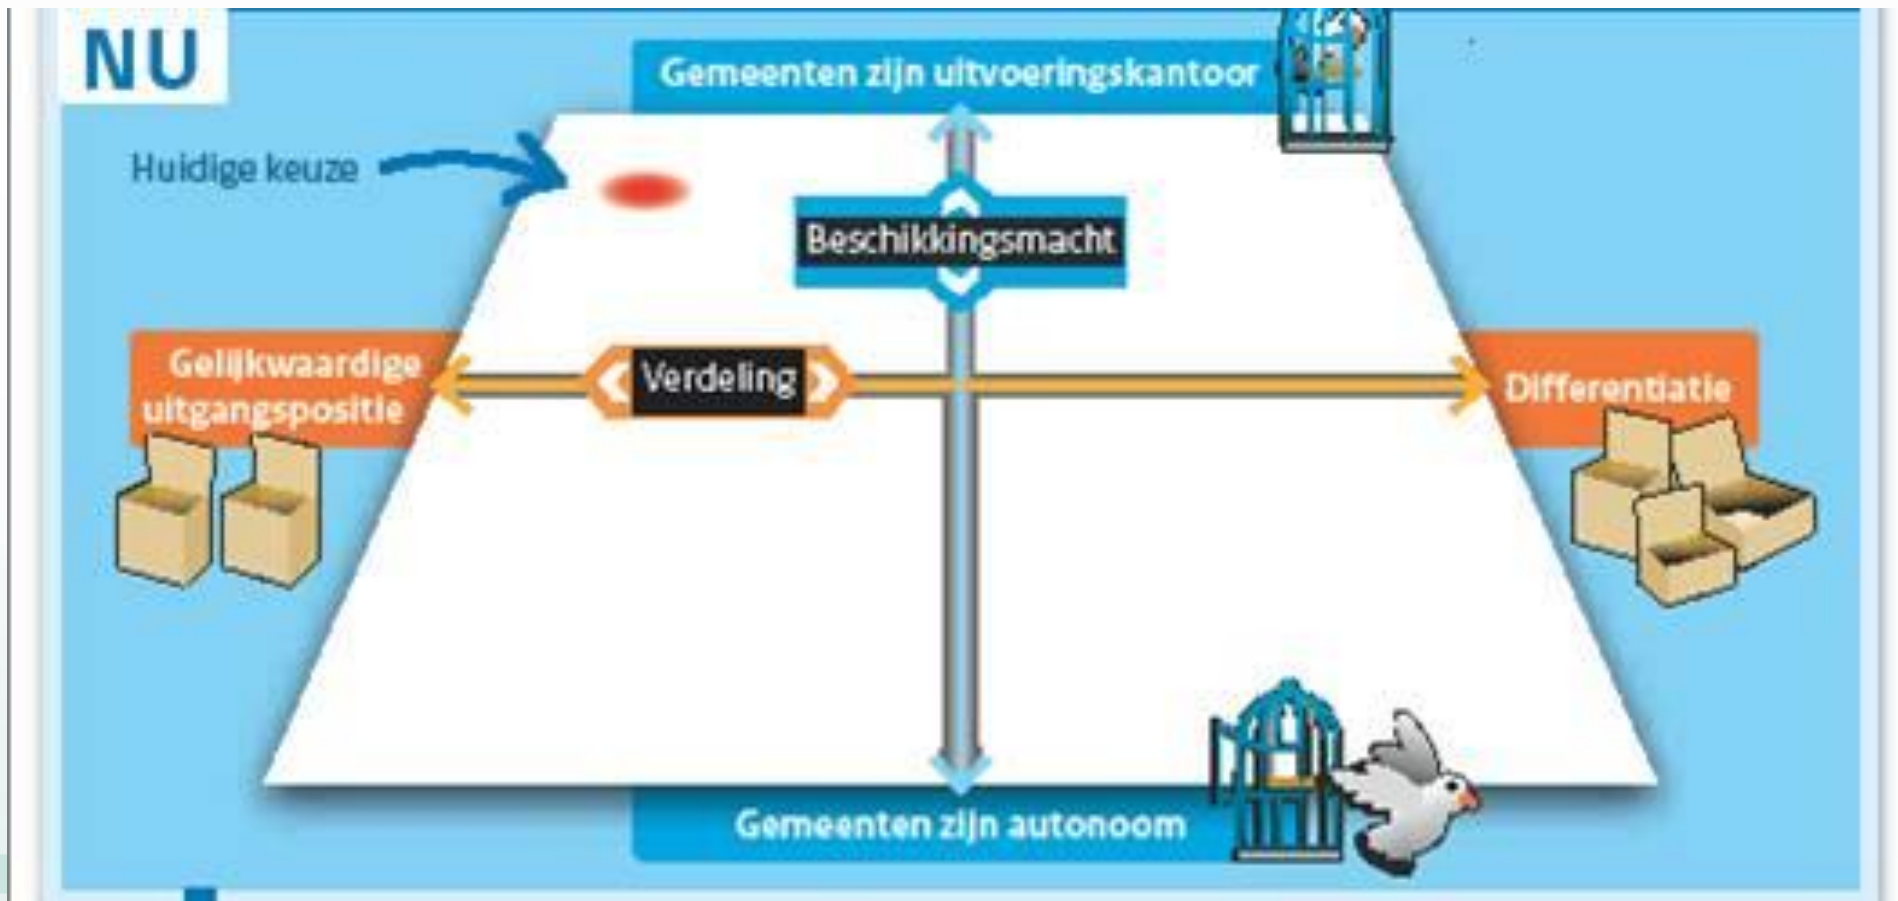 NU
Gemeenten zijn uitvoeringskantoor
Huidige keuze
Beschikkingsmacht
Gelijkwaardige
uitgangspositie
Verdeling
Differentiatie
Gemeenten zijn autonoom